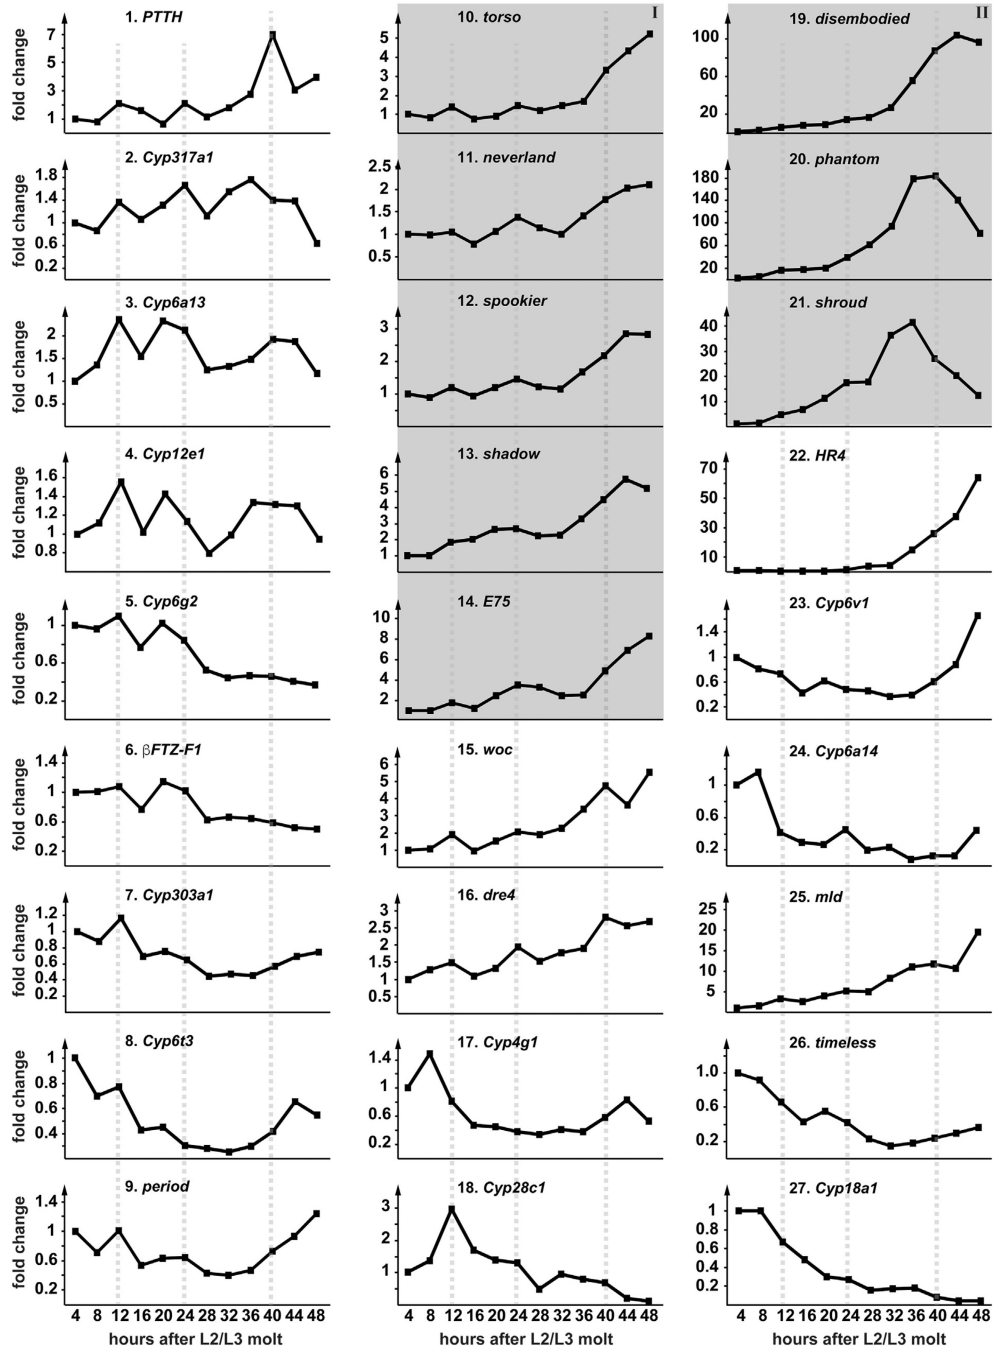 1. PTTH
fold change
7
5
3
1
2. Cyp317a1
fold change
1.8
1.4
1
0.6
0.2
3. Cyp6a13
fold change
2
1.5
1
0.5
4. Cyp12e1
fold change
1.6
1.4
1.2
1
0.8
5. Cyp6g2
fold change
1
0.6
0.2
6. βFTZ-F1
fold change
1.4
1
0.6
0.2
7. Cyp303a1
fold change
1.2
1
0.8
0.6
0.4
0.2
8. Cyp6t3
fold change
1
0.8
0.6
0.4
9. period
fold change
1.4
1
0.6
0.2
4 8 12 16 20 24 28 32 36 40 44 48
hours after L2/L3 molt
I
10. torso
5
4
3
2
1
11. neverland
2.5
2
1.5
1
0.5
12. spookier
3
2
1
13. shadow
6
5
4
3
2
1
14. E75
10
8
6
4
2
15. woc
6
5
4
3
2
1
16. dre4
3
2.5
2
1.5
1
0.5
17. Cyp4g1
1.4
1
0.8
0.6
0.4
0.2
18. Cyp28c1
3
2
1
4 8 12 16 20 24 28 32 36 40 44 48
hours after L2/L3 molt
II
19. disembodied
100
60
20
20. phantom
180
100
60
20
21. shroud
40
30
20
10
22. HR4
70
50
30
10
23. Cyp6v1
1.4
1
0.6
0.2
24. Cyp6a14
1
0.6
0.2
25. mld
25
20
15
10
5
26. timeless
1.0
0.6
0.2
27. Cyp18a1
1
0.8
0.6
0.4
0.2
4 8 12 16 20 24 28 32 36 40 44 48
hours after L2/L3 molt